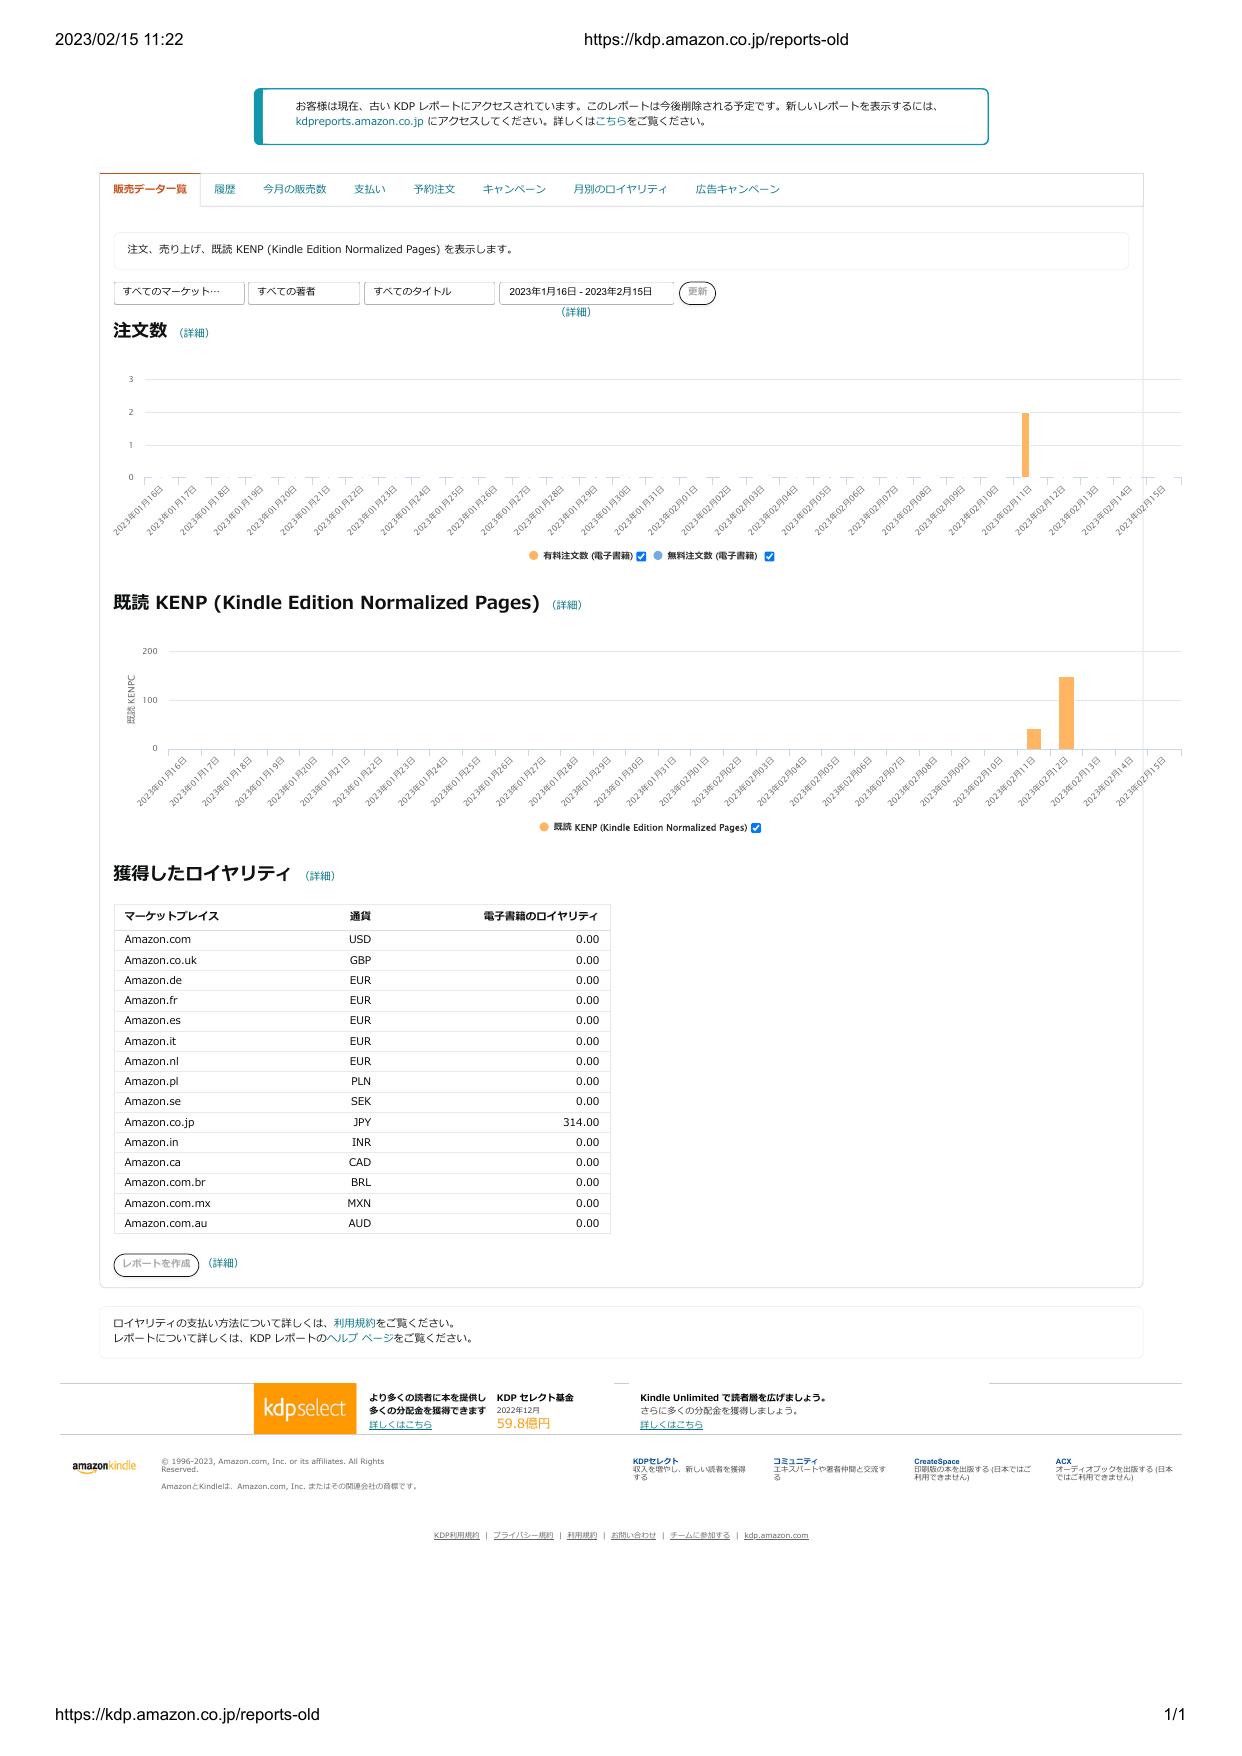 2023/02/15 11:22
https://kdp.amazon.co.jp/reports-old
お客様は現在、古い KDP レポートにアクセスされています。このレポートは今後削除される予定です。新しいレポートを表示するには、
kdpreports.amazon.co.jp にアクセスしてください。詳しくはこちらをご覧ください。
販売データ一覧 履歴 今月の販売数 支払い 予約注文 キャンペーン 月別のロイヤリティ 広告キャンペーン
注文、売り上げ、既読 KENP (Kindle Edition Normalized Pages) を表示します。
すべてのマーケット… すべての著者 すべてのタイトル 2023年1月16日 - 2023年2月15日 更新
(詳細)
注文数 (詳細)
3
2
1
0
2023年01月16日 2023年01月17日 2023年01月18日 2023年01月19日 2023年01月20日 2023年01月21日 2023年01月22日 2023年01月23日 2023年01月24日 2023年01月25日 2023年01月26日 2023年01月27日 2023年01月28日 2023年01月29日 2023年01月30日 2023年01月31日 2023年02月01日 2023年02月02日 2023年02月03日 2023年02月04日 2023年02月05日 2023年02月06日 2023年02月07日 2023年02月08日 2023年02月09日 2023年02月10日 2023年02月11日 2023年02月12日 2023年02月13日 2023年02月14日 2023年02月15日
有料注文数 (電子書籍) 無料注文数 (電子書籍)
既読 KENP (Kindle Edition Normalized Pages) (詳細)
既読 KENPC
200
100
0
2023年01月16日 2023年01月17日 2023年01月18日 2023年01月19日 2023年01月20日 2023年01月21日 2023年01月22日 2023年01月23日 2023年01月24日 2023年01月25日 2023年01月26日 2023年01月27日 2023年01月28日 2023年01月29日 2023年01月30日 2023年01月31日 2023年02月01日 2023年02月02日 2023年02月03日 2023年02月04日 2023年02月05日 2023年02月06日 2023年02月07日 2023年02月08日 2023年02月09日 2023年02月10日 2023年02月11日 2023年02月12日 2023年02月13日 2023年02月14日 2023年02月15日
既読 KENP (Kindle Edition Normalized Pages)
獲得したロイヤリティ (詳細)
マーケットプレイス 通貨 電子書籍のロイヤリティ
Amazon.com USD 0.00
Amazon.co.uk GBP 0.00
Amazon.de EUR 0.00
Amazon.fr EUR 0.00
Amazon.es EUR 0.00
Amazon.it EUR 0.00
Amazon.nl EUR 0.00
Amazon.pl PLN 0.00
Amazon.se SEK 0.00
Amazon.co.jp JPY 314.00
Amazon.in INR 0.00
Amazon.ca CAD 0.00
Amazon.com.br BRL 0.00
Amazon.com.mx MXN 0.00
Amazon.com.au AUD 0.00
レポートを作成 (詳細)
ロイヤリティの支払い方法について詳しくは、利用規約をご覧ください。
レポートについて詳しくは、KDP レポートのヘルプ ページをご覧ください。
kdpselect
より多くの読者に本を提供し
多くの分配金を獲得できます
詳しくはこちら
KDP セレクト基金
2022年12月
59.8億円
Kindle Unlimited で読者層を広げましょう。
さらに多くの分配金を獲得しましょう。
詳しくはこちら
amazonkindle
© 1996-2023, Amazon.com, Inc. or its affiliates. All Rights
Reserved.
AmazonとKindleは、Amazon.com, Inc. またはその関連会社の商標です。
KDPセレクト
収入を増やし、新しい読者を獲得
する
コミュニティ
エキスパートや著者仲間と交流す
る
CreateSpace
印刷版の本を出版する (日本ではご
利用できません)
ACX
オーディオブックを出版する (日本
ではご利用できません)
KDP利用規約 | プライバシー規約 | 利用規約 | お問い合わせ | チームに参加する | kdp.amazon.com
https://kdp.amazon.co.jp/reports-old
1/1